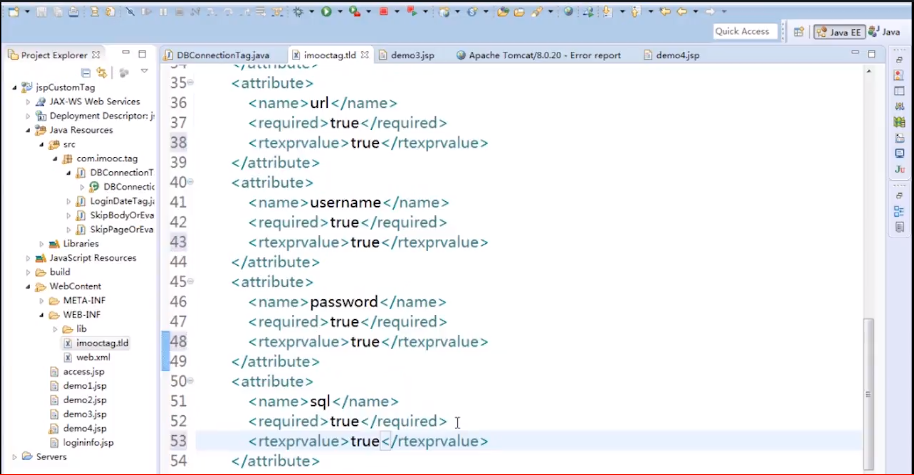 Quick Access
Java EE
Java
Project Explorer
DBConnectionTag.java
imooctag.tld
demo3.jsp
Apache Tomcat/8.0.20 - Error report
demo4.jsp
jspCustomTag
JAX-WS Web Services
Deployment Descriptor: j
Java Resources
src
com.imooc.tag
DBConnectionT
DBConnectic
LoginDateTag.j
SkipBodyOrEva
SkipPageOrEva
Libraries
JavaScript Resources
build
WebContent
META-INF
WEB-INF
lib
imooctag.tld
web.xml
access.jsp
demo1.jsp
demo2.jsp
demo3.jsp
demo4.jsp
logininfo.jsp
Servers
34 </attribute>
35 <attribute>
36 <name>url</name>
37 <required>true</required>
38 <rtexprvalue>true</rtexprvalue>
39 </attribute>
40 <attribute>
41 <name>username</name>
42 <required>true</required>
43 <rtexprvalue>true</rtexprvalue>
44 </attribute>
45 <attribute>
46 <name>password</name>
47 <required>true</required>
48 <rtexprvalue>true</rtexprvalue>
49 </attribute>
50 <attribute>
51 <name>sql</name>
52 <required>true</required>
53 <rtexprvalue>true</rtexprvalue>
54 </attribute>